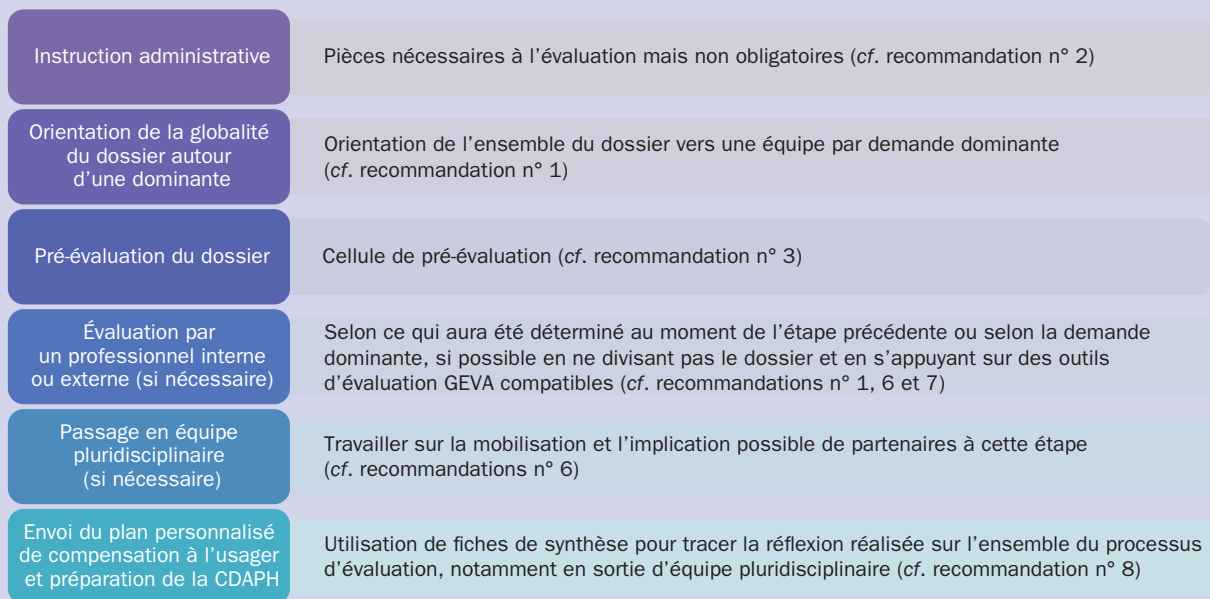 Instruction administrative
Pièces nécessaires à l’évaluation mais non obligatoires (cf. recommandation n° 2)
Orientation de la globalité
du dossier autour
d’une dominante
Orientation de l’ensemble du dossier vers une équipe par demande dominante
(cf. recommandation n° 1)
Pré-évaluation du dossier
Cellule de pré-évaluation (cf. recommandation n° 3)
Évaluation par
un professionnel interne
ou externe (si nécessaire)
Selon ce qui aura été déterminé au moment de l’étape précédente ou selon la demande
dominante, si possible en ne divisant pas le dossier et en s’appuyant sur des outils
d’évaluation GEVA compatibles (cf. recommandations n° 1, 6 et 7)
Passage en équipe
pluridisciplinaire
(si nécessaire)
Travailler sur la mobilisation et l’implication possible de partenaires à cette étape
(cf. recommandations n° 6)
Envoi du plan personnalisé
de compensation à l’usager
et préparation de la CDAPH
Utilisation de fiches de synthèse pour tracer la réflexion réalisée sur l’ensemble du processus
d’évaluation, notamment en sortie d’équipe pluridisciplinaire (cf. recommandation n° 8)